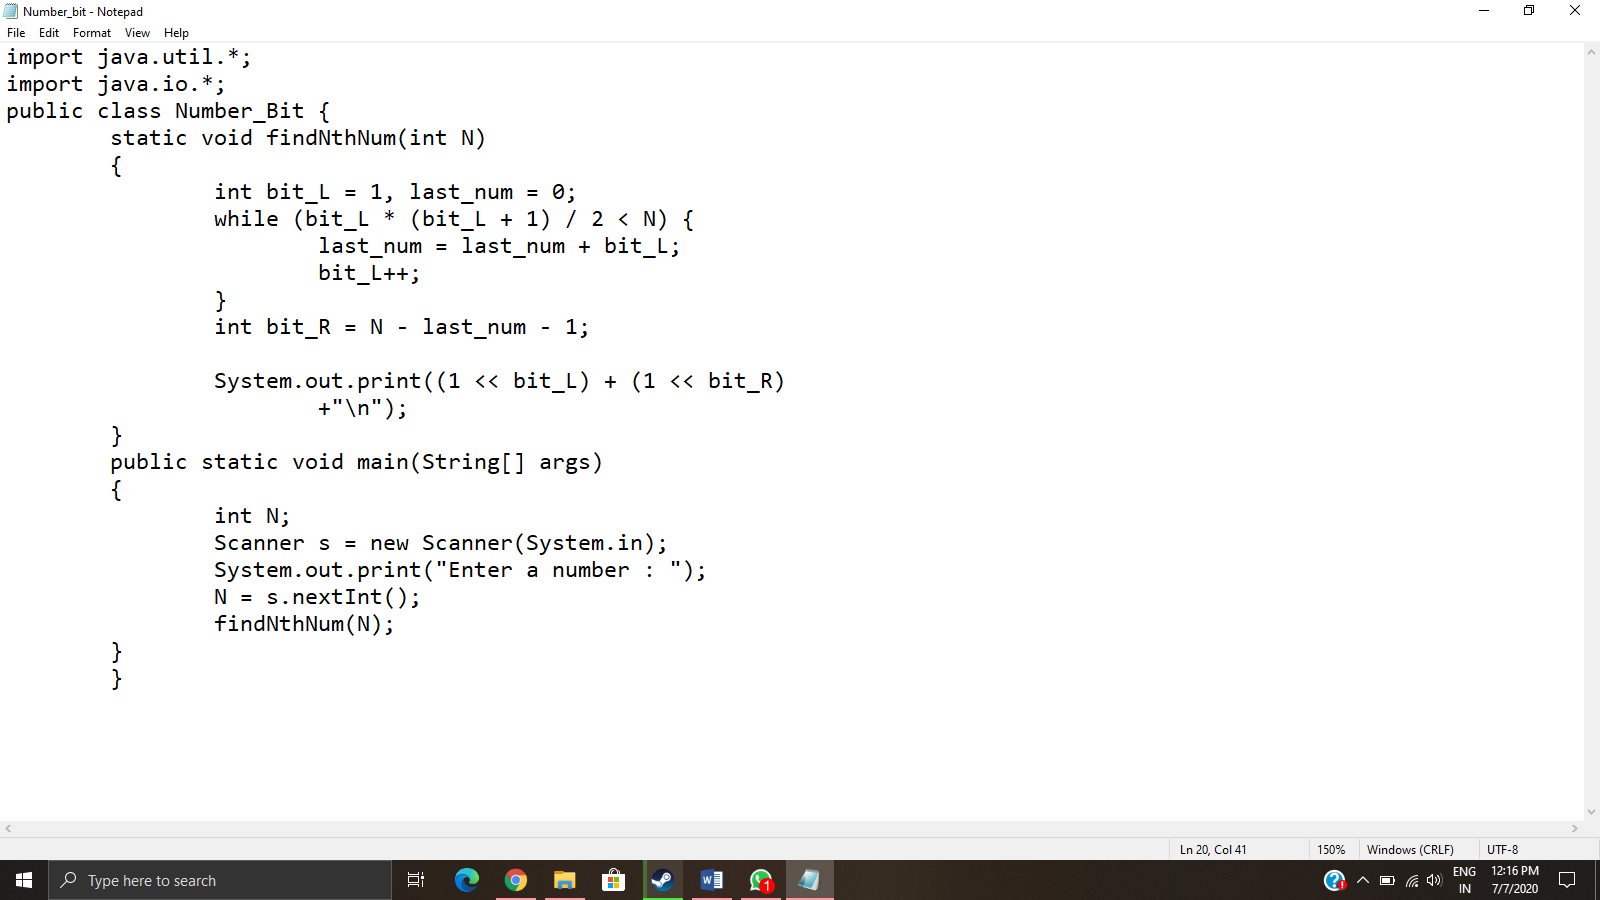 Number_bit - Notepad
File Edit Format View Help
import java.util.*;
import java.io.*;
public class Number_Bit {
        static void findNthNum(int N)
        {
                int bit_L = 1, last_num = 0;
                while (bit_L * (bit_L + 1) / 2 < N) {
                        last_num = last_num + bit_L;
                        bit_L++;
                }
                int bit_R = N - last_num - 1;

                System.out.print((1 << bit_L) + (1 << bit_R)
                        +"\n");
        }
        public static void main(String[] args)
        {
                int N;
                Scanner s = new Scanner(System.in);
                System.out.print("Enter a number : ");
                N = s.nextInt();
                findNthNum(N);
        }
        }
Ln 20, Col 41 150% Windows (CRLF) UTF-8
Type here to search
W
1
?
!
ENG
IN
12:16 PM
7/7/2020